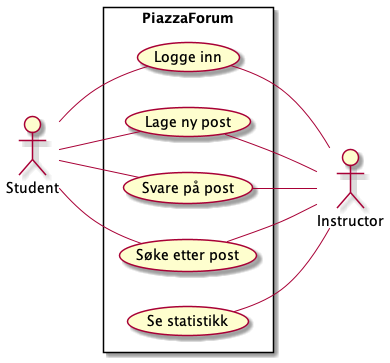 PiazzaForum
Logge inn
Lage ny post
Student
Svare på post
Instructor
Søke etter post
Se statistikk